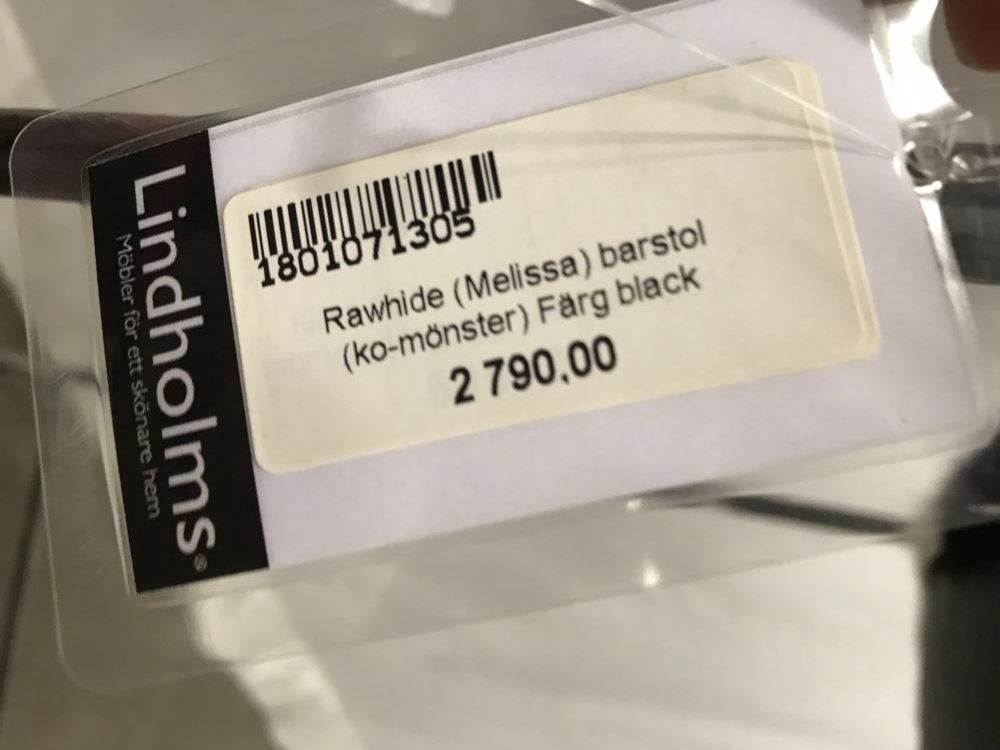 Lindholms®
Möbler för ett skönare hem
1801071305
Rawhide (Melissa) barstol
(ko-mönster) Färg black
2 790,00